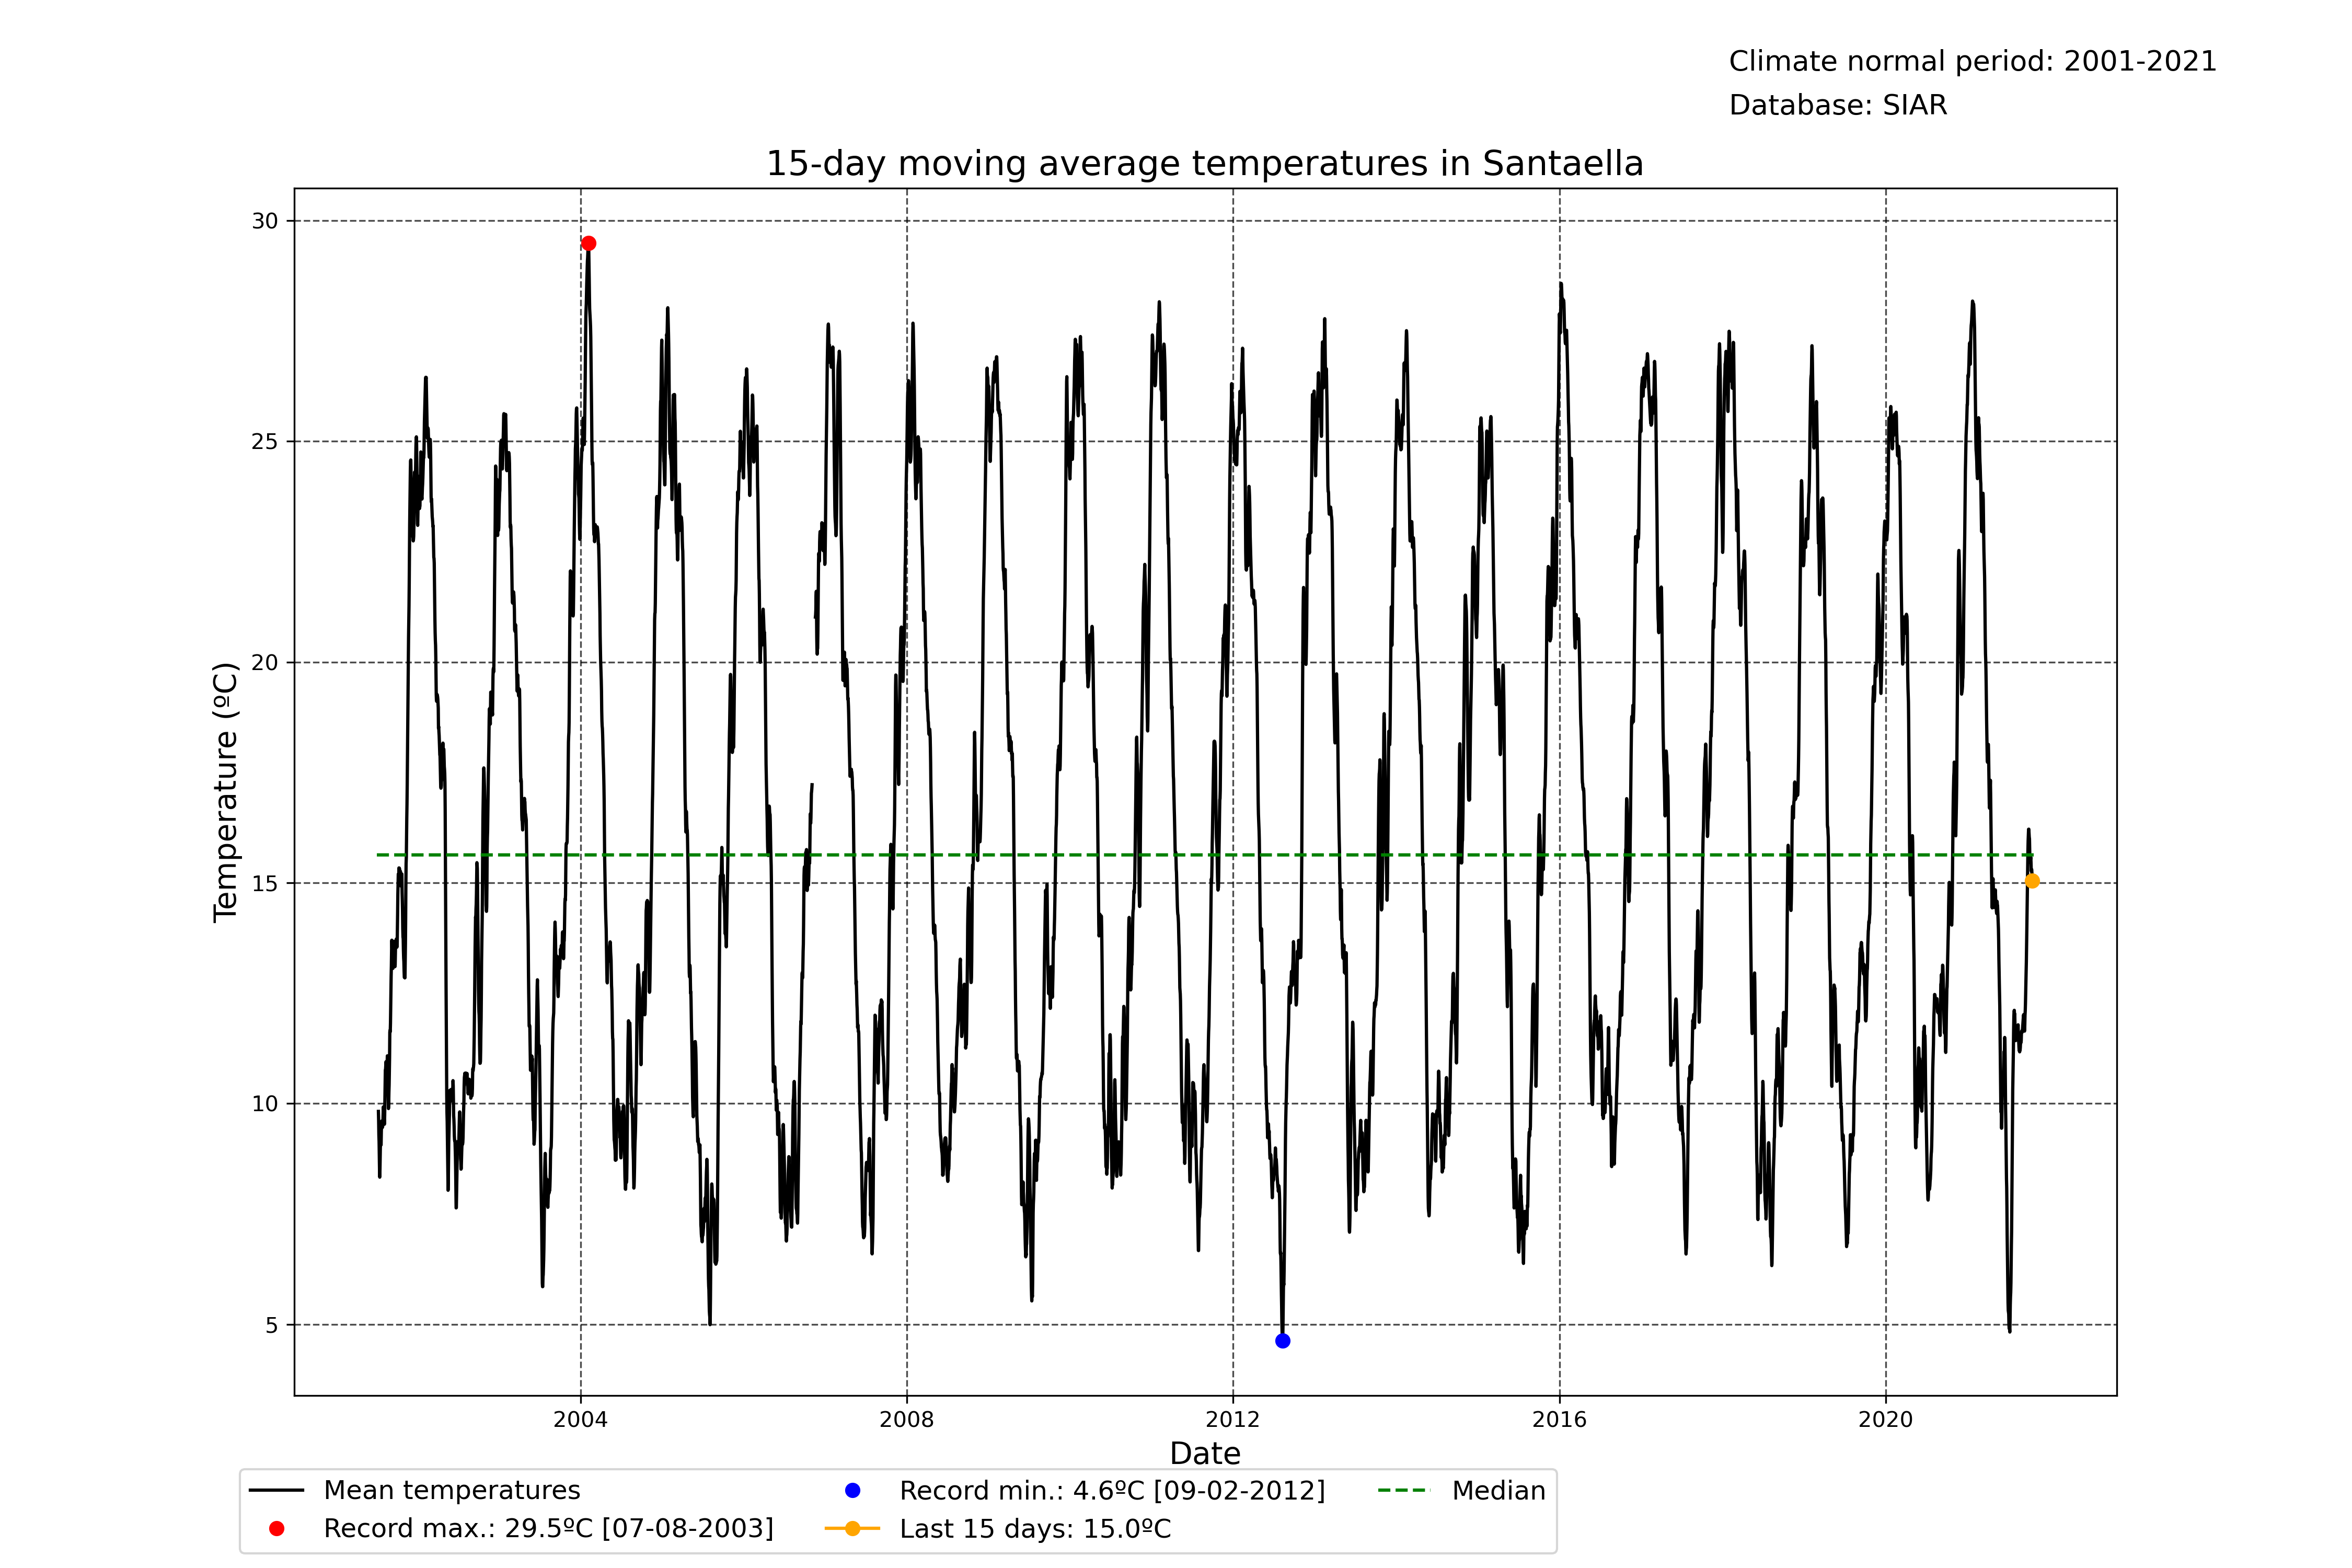 Climate normal period: 2001-2021
Database: SIAR
15-day moving average temperatures in Santaella
30
25
20
15
10
5
Temperature (ºC)
2004 2008 2012 2016 2020
Date
Mean temperatures
Record max.: 29.5ºC [07-08-2003]
Record min.: 4.6ºC [09-02-2012]
Last 15 days: 15.0ºC
Median